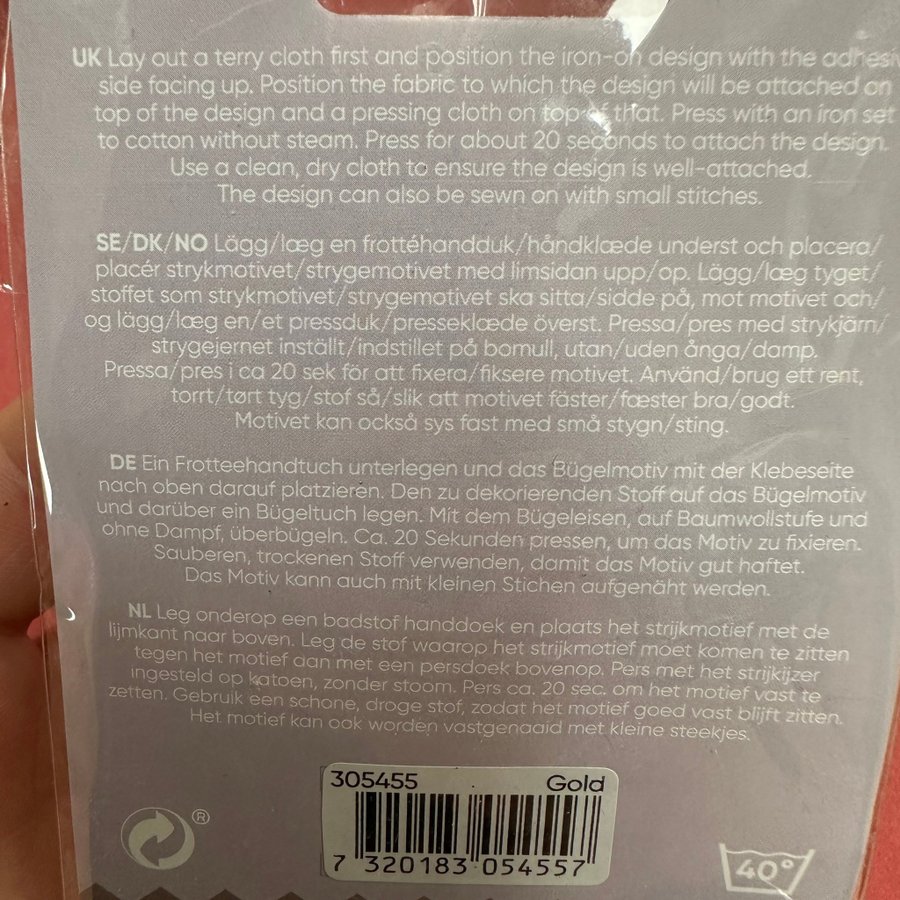 UK Lay out a terry cloth first and position the iron-on design with the adhesiv
side facing up. Position the fabric to which the design will be attached on
top of the design and a pressing cloth on top of that. Press with an iron set
to cotton without steam. Press for about 20 seconds to attach the design.
Use a clean, dry cloth to ensure the design is well-attached.
The design can also be sewn on with small stitches.
SE/DK/NO Lägg/læg en frottéhandduk/håndklæde underst och placera/
placér strykmotivet/strygemotivet med limsidan upp/op. Lägg/læg tyget/
stoffet som strykmotivet/strygemotivet ska sitta/sidde på, mot motivet och/
og lägg/læg en/et pressduk/presseklæde överst. Pressa/pres med strykjärn/
strygejernet inställt/indstillet på bomull, utan/uden ånga/damp.
Pressa/pres i ca 20 sek för att fixera/fiksere motivet. Använd/brug ett rent,
torrt/tørt tyg/stof så/slik att motivet fäster/fæster bra/godt.
Motivet kan också sys fast med små stygn/sting.
DE Ein Frotteehandtuch unterlegen und das Bügelmotiv mit der Klebeseite
nach oben darauf platzieren. Den zu dekorierenden Stoff auf das Bügelmotiv
und darüber ein Bügeltuch legen. Mit dem Bügeleisen, auf Baumwollstufe und
ohne Dampf, überbügeln. Ca. 20 Sekunden pressen, um das Motiv zu fixieren.
Sauberen, trockenen Stoff verwenden, damit das Motiv gut haftet.
Das Motiv kann auch mit kleinen Stichen aufgenäht werden.
NL Leg onderop een badstof handdoek en plaats het strijkmotief met de
lijmkant naar boven. Leg de stof waarop het strijkmotief moet komen te zitten
tegen het motief aan met een persdoek bovenop. Pers met het strijkijzer
ingesteld op katoen, zonder stoom. Pers ca. 20 sec. om het motief vast te
zetten. Gebruik een schone, droge stof, zodat het motief goed vast blijft zitten.
Het motief kan ook worden vastgenaaid met kleine steekjes.
305455 Gold
7 320183 054557
®
40°